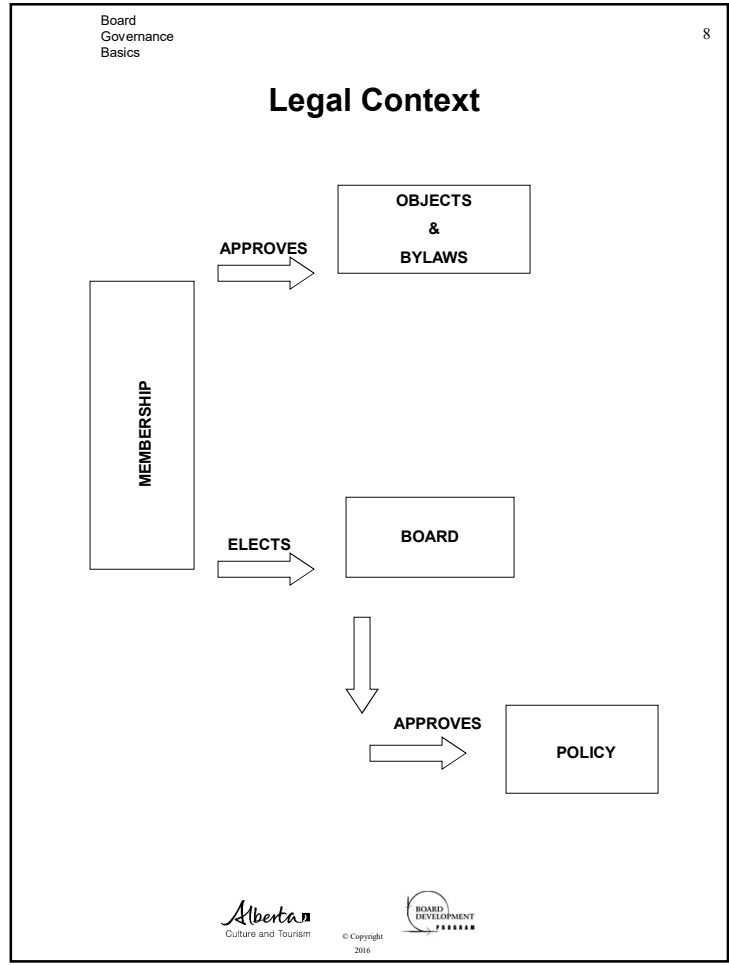 Board
Governance
Basics
8
Legal Context
OBJECTS
&
BYLAWS
APPROVES
MEMBERSHIP
ELECTS
BOARD
APPROVES
POLICY
Alberta
Culture and Tourism
© Copyright
2016
BOARD
DEVELOPMENT
PROGRAM